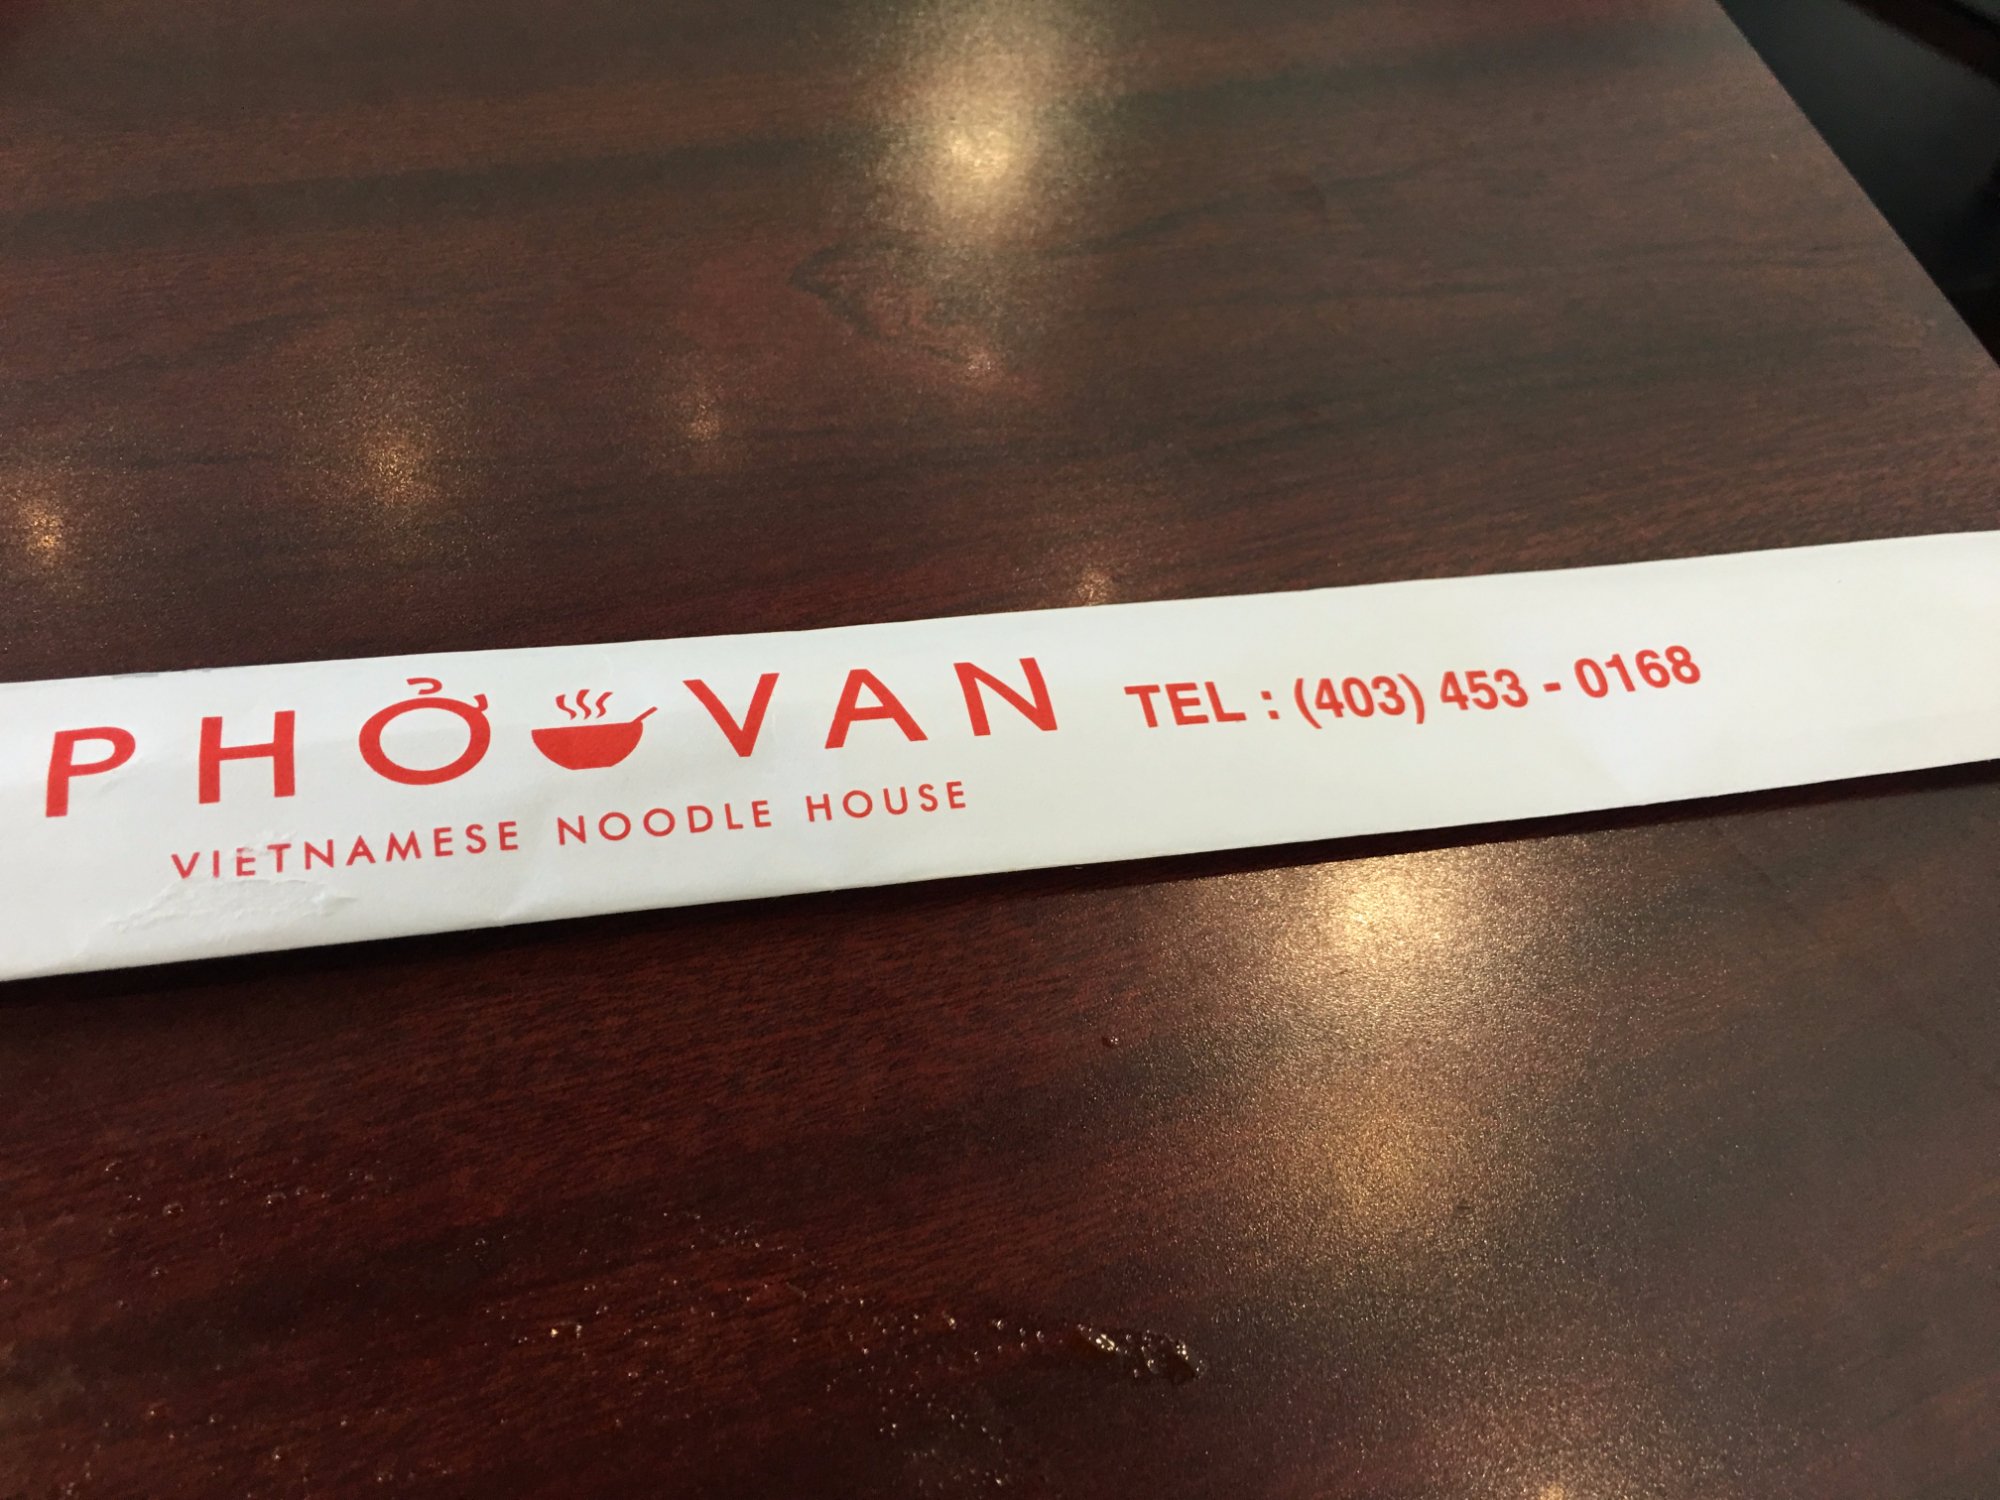 PHỞ VAN TEL : (403) 453 - 0168
VIETNAMESE NOODLE HOUSE